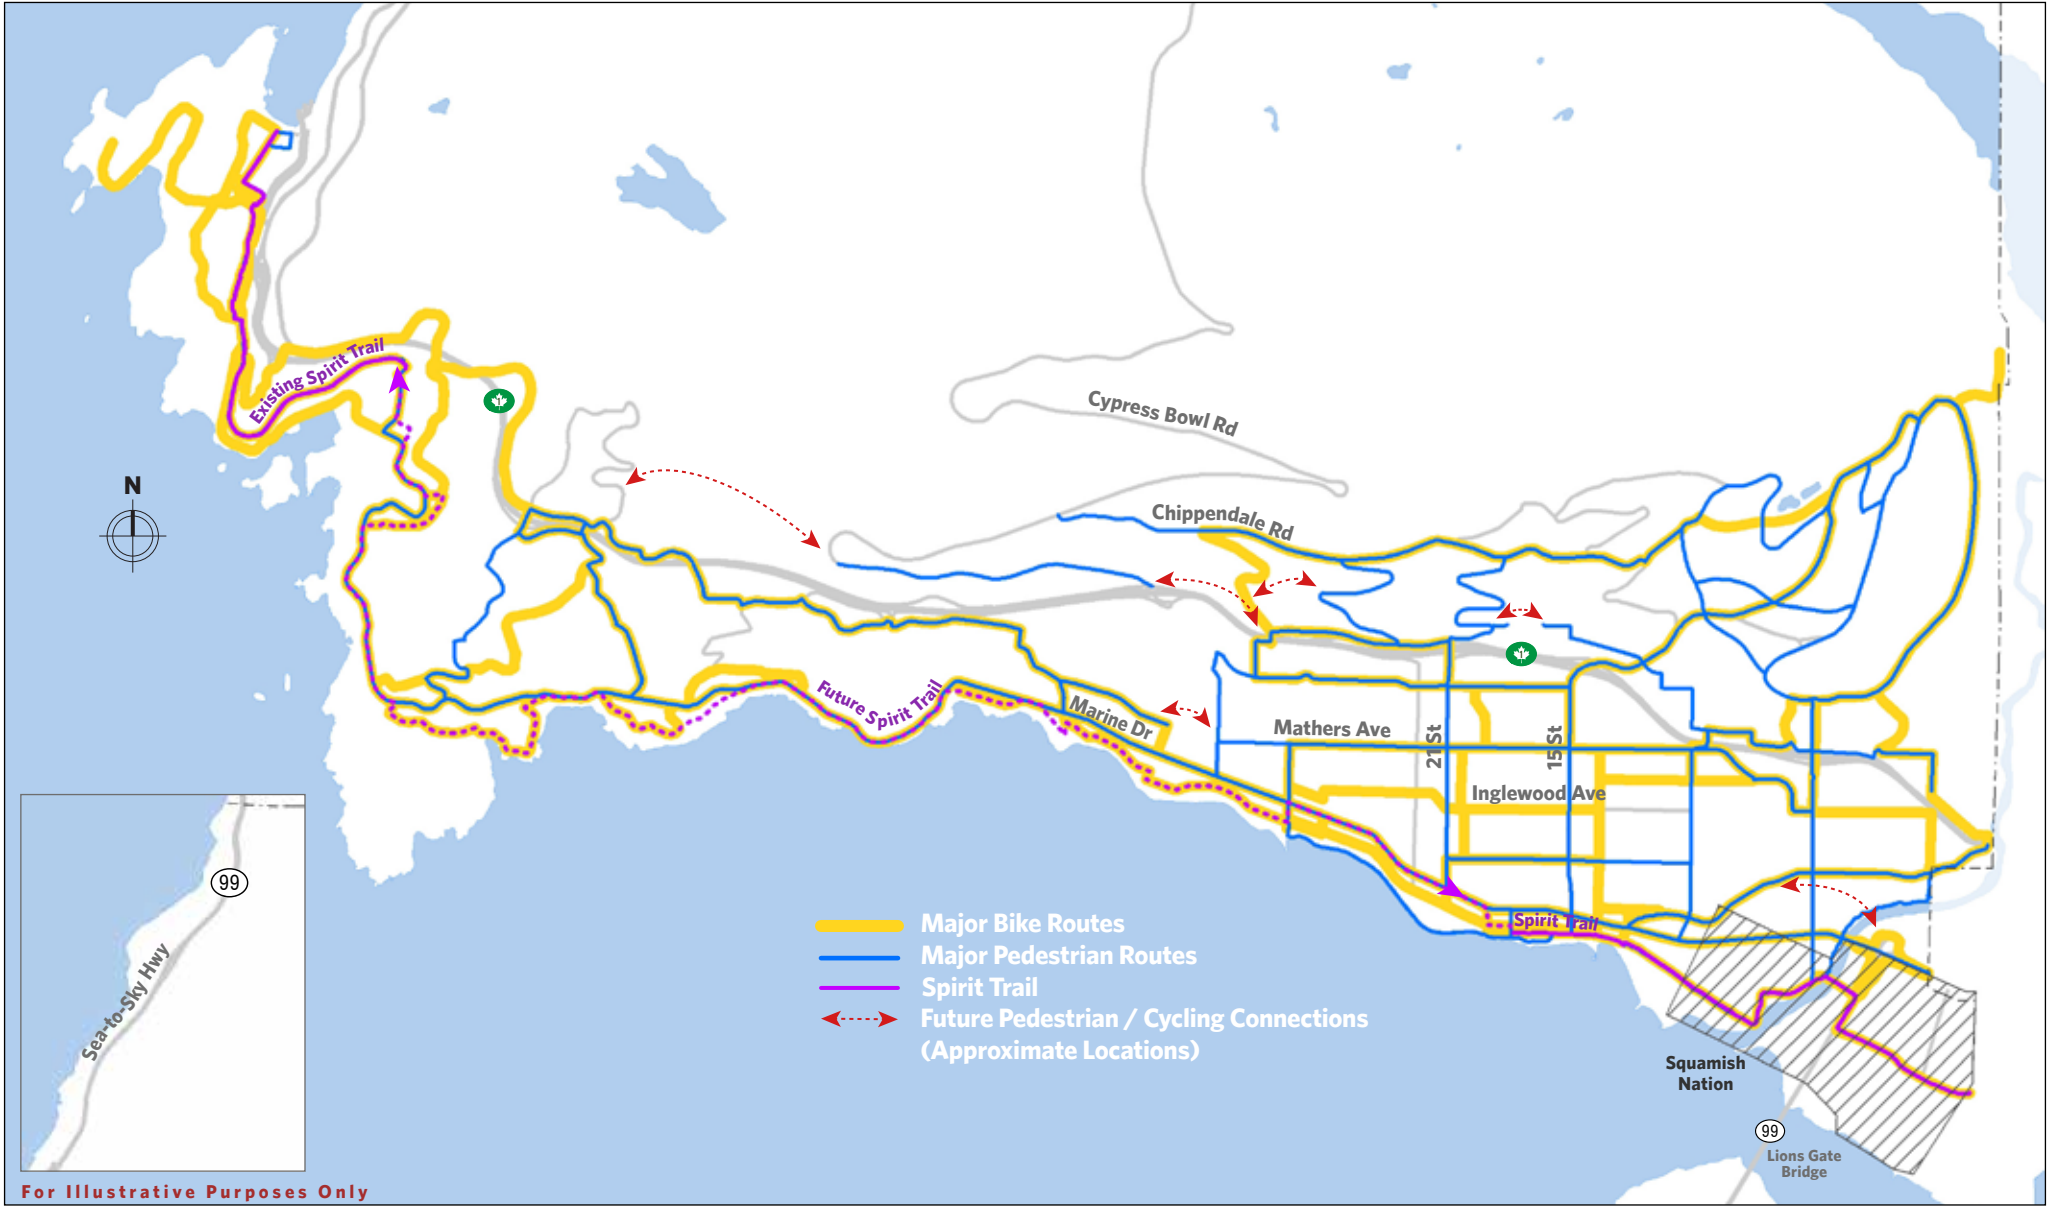 Existing Spirit Trail
1
Cypress Bowl Rd
N
Chippendale Rd
1
Future Spirit Trail
Marine Dr
Mathers Ave
21St
15St
Inglewood Ave
99
Sea-to-Sky Hwy
Spirit Trail
Major Bike Routes
Major Pedestrian Routes
Spirit Trail
Future Pedestrian / Cycling Connections
(Approximate Locations)
Squamish
Nation
99
Lions Gate
Bridge
For Illustrative Purposes Only